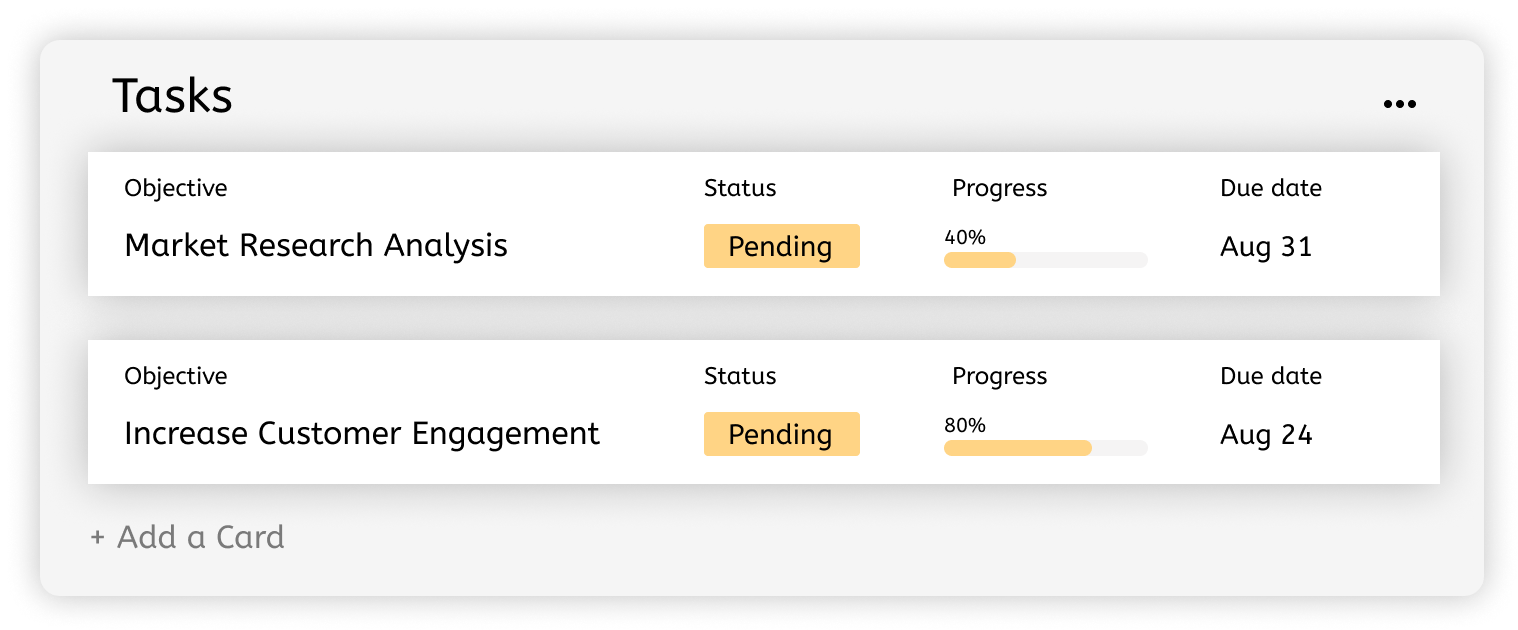 Tasks
Objective Status Progress Due date
Market Research Analysis Pending 40% Aug 31
Objective Status Progress Due date
Increase Customer Engagement Pending 80% Aug 24
+ Add a Card